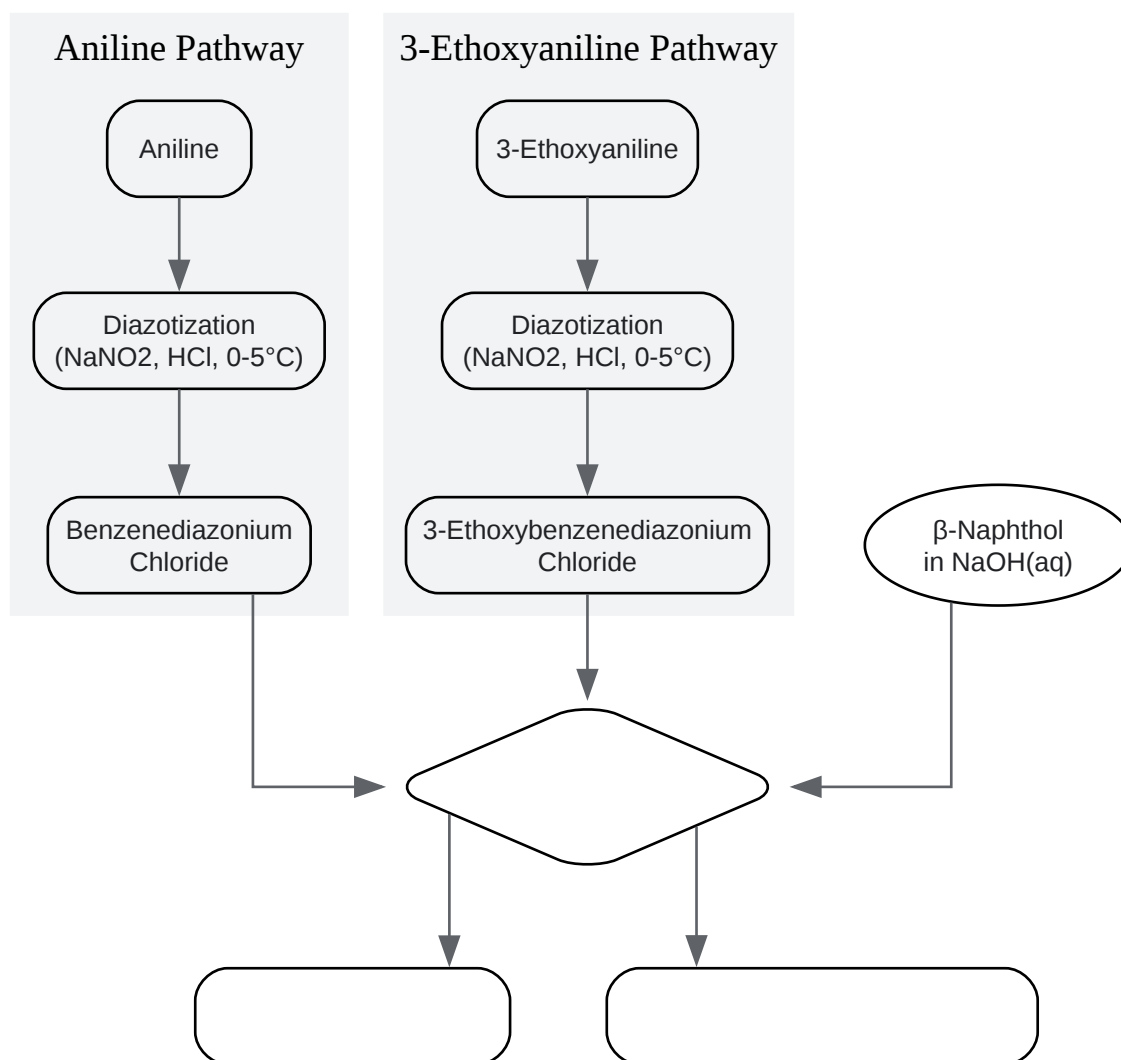 Aniline Pathway
3-Ethoxyaniline Pathway
Aniline
3-Ethoxyaniline
Diazotization
(NaNO2, HCl, 0-5°C)
Diazotization
(NaNO2, HCl, 0-5°C)
Benzenediazonium
Chloride
3-Ethoxybenzenediazonium
Chloride
β-Naphthol
in NaOH(aq)